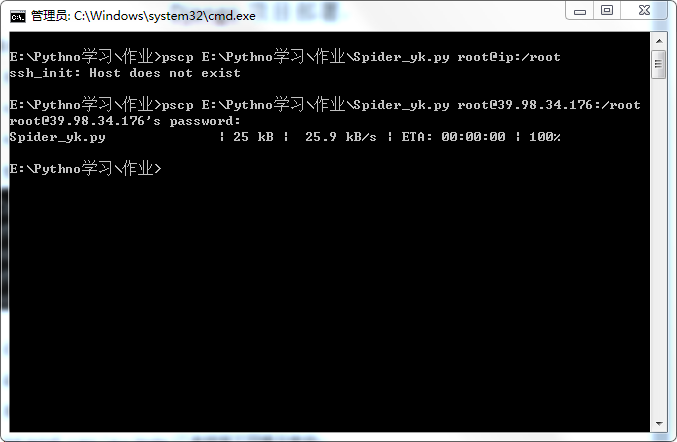 管理员: C:\Windows\system32\cmd.exe
E:\Pythno学习\作业>pscp E:\Pythno学习\作业\Spider_yk.py root@ip:/root
ssh_init: Host does not exist
E:\Pythno学习\作业>pscp E:\Pythno学习\作业\Spider_yk.py root@39.98.34.176:/root
root@39.98.34.176's password:
Spider_yk.py | 25 kB | 25.9 kB/s | ETA: 00:00:00 | 100%
E:\Pythno学习\作业>